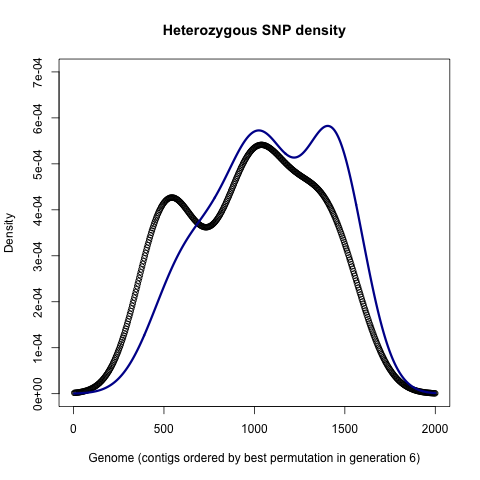 Heterozygous SNP density
Density
7e-04
6e-04
5e-04
4e-04
3e-04
2e-04
1e-04
0e+00
0 500 1000 1500 2000
Genome (contigs ordered by best permutation in generation 6)